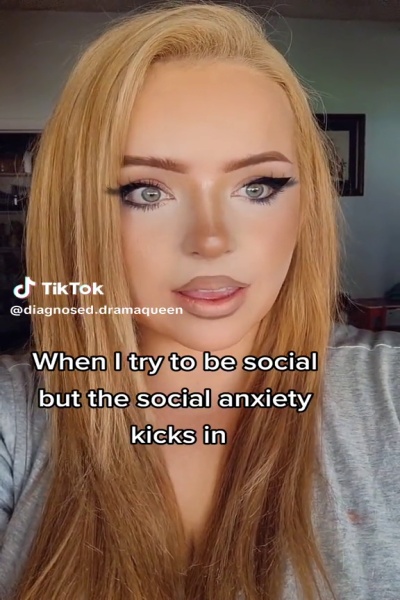 TikTok
@diagnosed.dramaqueen
When I try to be social
but the social anxiety
kicks in